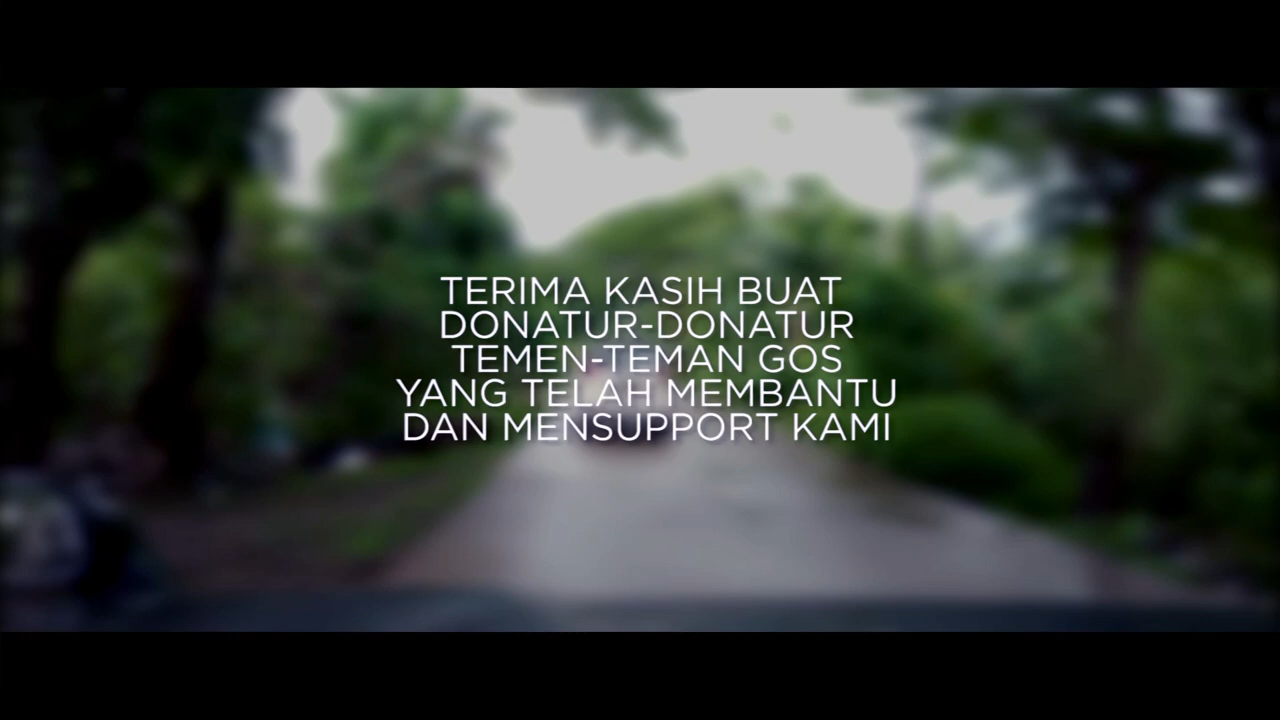 TERIMA KASIH BUAT
DONATUR-DONATUR
TEMEN-TEMAN GOS
YANG TELAH MEMBANTU
DAN MENSUPPORT KAMI